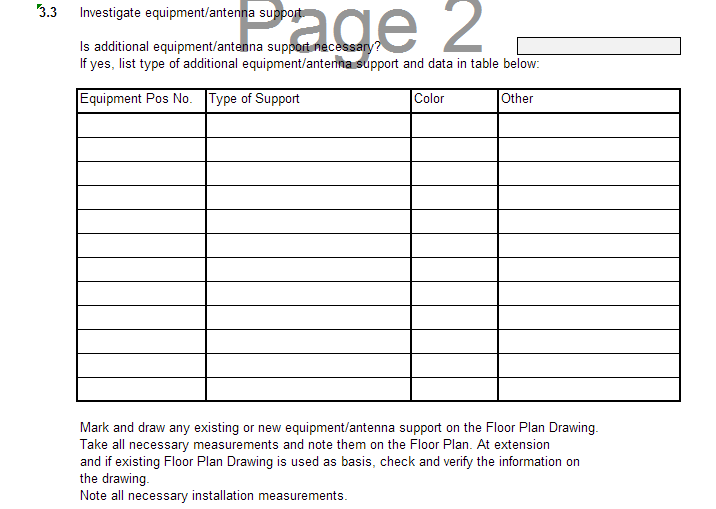 Page 2
3.3 Investigate equipment/antenna support.
Is additional equipment/antenna support necessary?
If yes, list type of additional equipment/antenna support and data in table below:
Equipment Pos No. Type of Support Color Other
Mark and draw any existing or new equipment/antenna support on the Floor Plan Drawing.
Take all necessary measurements and note them on the Floor Plan. At extension
and if existing Floor Plan Drawing is used as basis, check and verify the information on
the drawing.
Note all necessary installation measurements.